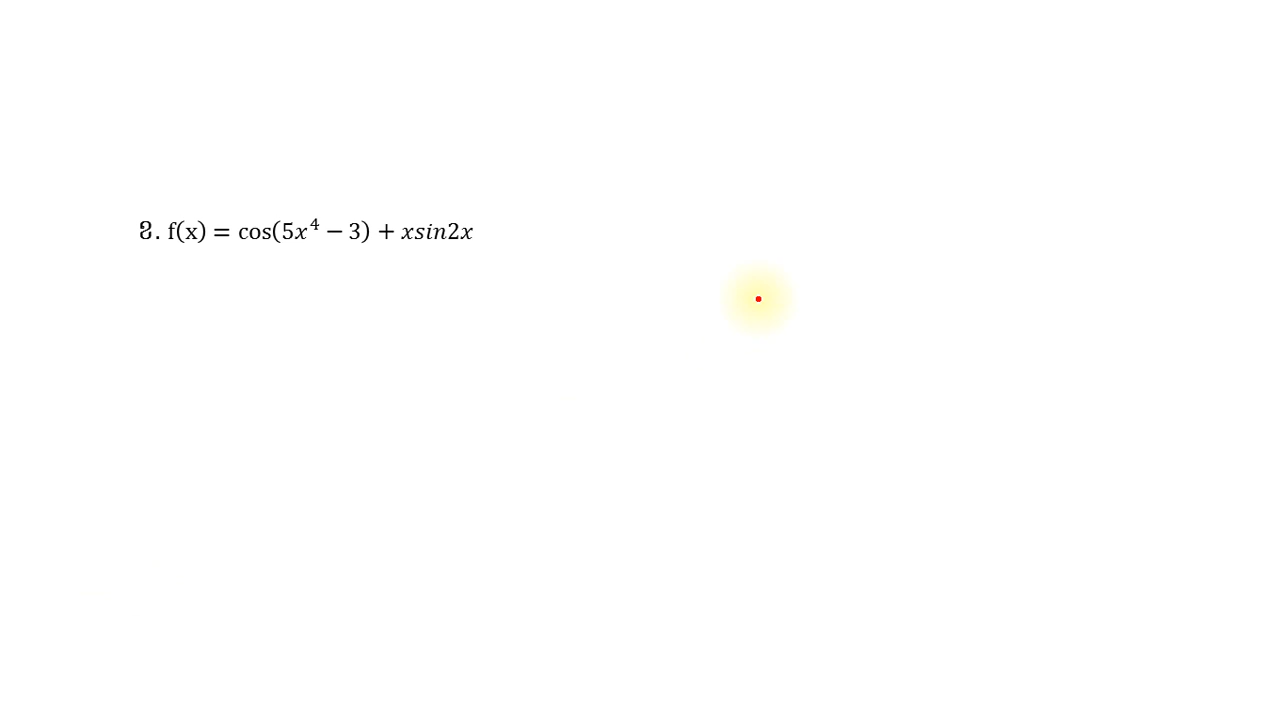 8. f(x) = cos(5x⁴ − 3) + xsin2x